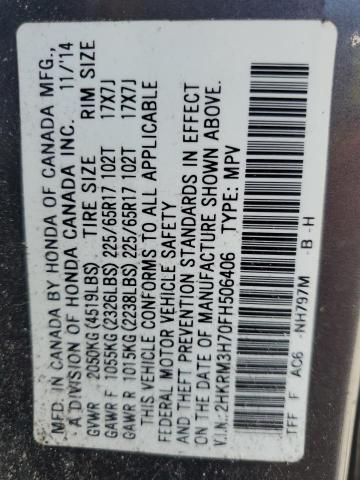 MFD. IN CANADA BY HONDA OF CANADA MFG.,
A DIVISION OF HONDA CANADA INC. 11/'14
GVWR 2050KG(4519LBS) TIRE SIZE RIM SIZE
GAWR F 1055KG(2326LBS) 225/65R17 102T 17X7J
GAWR R 1015KG(2238LBS) 225/65R17 102T 17X7J
THIS VEHICLE CONFORMS TO ALL APPLICABLE
FEDERAL MOTOR VEHICLE SAFETY
AND THEFT PREVENTION STANDARDS IN EFFECT
ON THE DATE OF MANUFACTURE SHOWN ABOVE.
V.I.N.:2HKRM3H70FH506406 TYPE: MPV
TFF F AC6 -NH797M -B -H